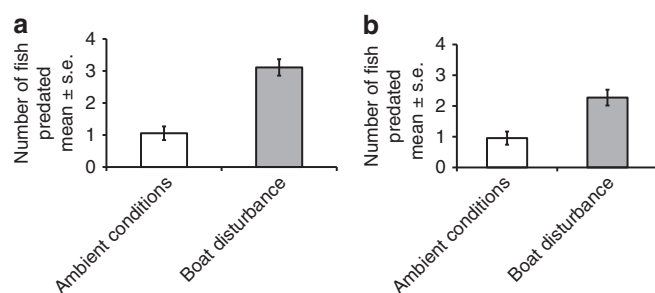 a
Number of fish
predated
mean ± s.e.
4
3
2
1
0
Ambient conditions
Boat disturbance
b
Number of fish
predated
mean ± s.e.
4
3
2
1
0
Ambient conditions
Boat disturbance